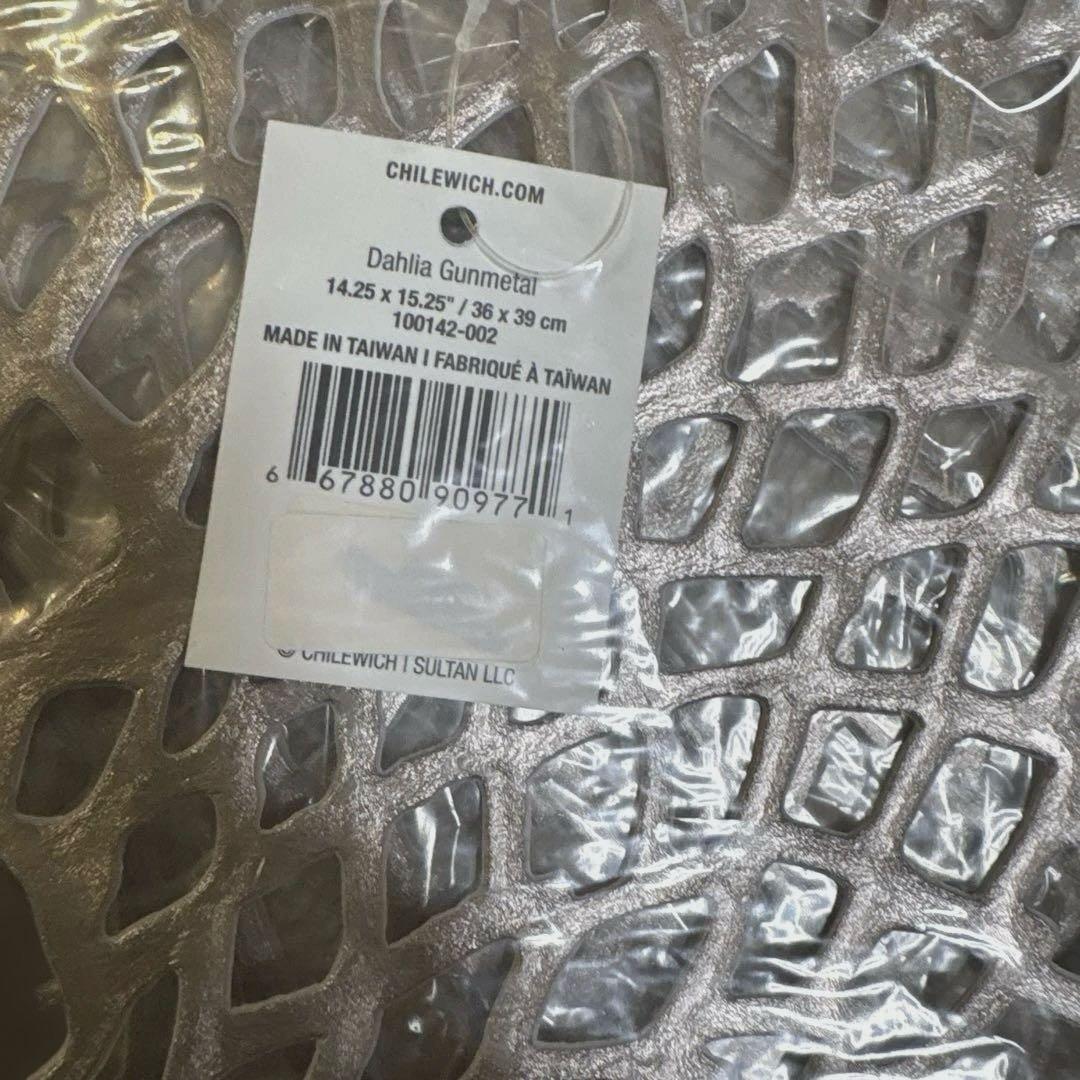 CHILEWICH.COM
Dahlia Gunmetal
14.25 x 15.25" / 36 x 39 cm
100142-002
MADE IN TAIWAN | FABRIQUÉ À TAÏWAN
6 67880 90977 1
© CHILEWICH | SULTAN LLC